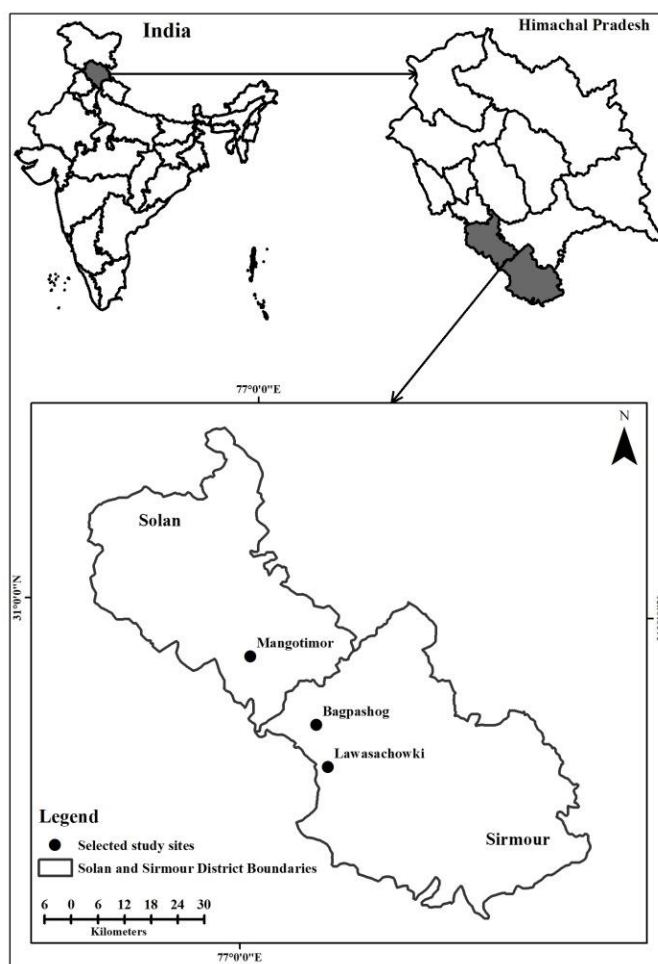 India
Himachal Pradesh
77°0'0"E
N
Solan
31°0'0"N
Mangotimor
Bagpashog
Lawasachowki
Legend
Selected study sites
Sirmour
Solan and Sirmour District Boundaries
6 0 6 12 18 24 30
Kilometers
77°0'0"E